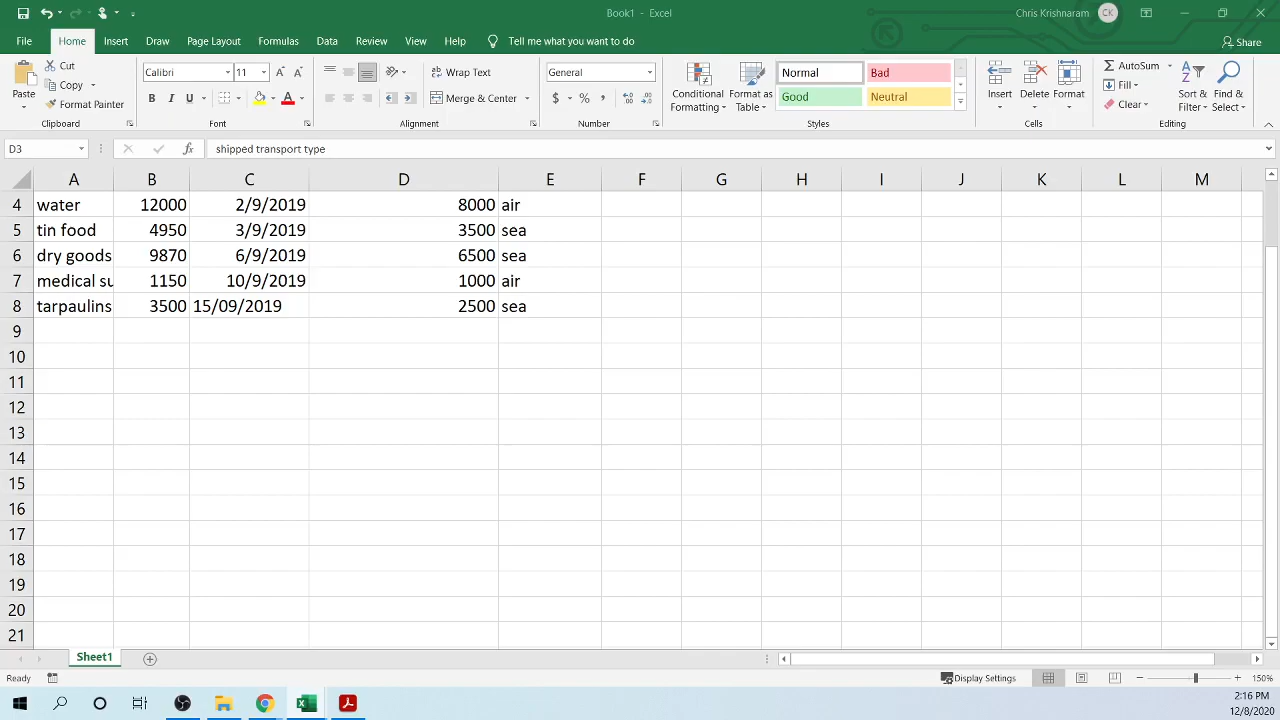 Book1 - Excel
Chris Krishnaram CK
File Home Insert Draw Page Layout Formulas Data Review View Help Tell me what you want to do Share
Paste Cut Copy Format Painter Clipboard
Calibri 11 B I U A Font
Wrap Text Merge & Center Alignment
General $ % , Number
Conditional Formatting Format as Table Normal Bad Good Neutral Styles
Insert Delete Format Cells
AutoSum Fill Clear Sort & Filter Find & Select Editing
D3 fx shipped transport type
A B C D E F G H I J K L M
4 water 12000 2/9/2019 8000 air
5 tin food 4950 3/9/2019 3500 sea
6 dry goods 9870 6/9/2019 6500 sea
7 medical su 1150 10/9/2019 1000 air
8 tarpaulins 3500 15/09/2019 2500 sea
9
10
11
12
13
14
15
16
17
18
19
20
21
Sheet1
Ready Display Settings 150%
2:16 PM
12/8/2020